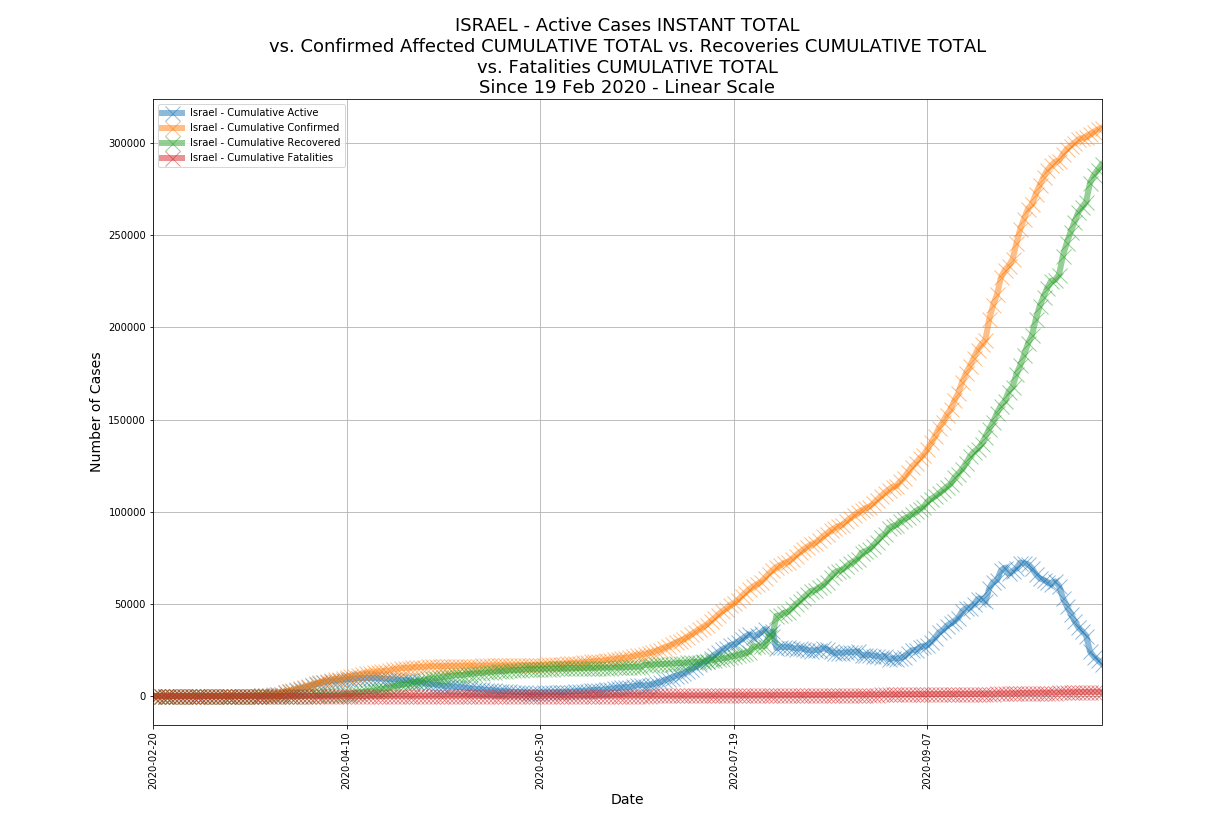 ISRAEL - Active Cases INSTANT TOTAL
vs. Confirmed Affected CUMULATIVE TOTAL vs. Recoveries CUMULATIVE TOTAL
vs. Fatalities CUMULATIVE TOTAL
Since 19 Feb 2020 - Linear Scale
Israel - Cumulative Active
Israel - Cumulative Confirmed
Israel - Cumulative Recovered
Israel - Cumulative Fatalities
300000
250000
200000
150000
100000
50000
0
Number of Cases
2020-02-20
2020-04-10
2020-05-30
2020-07-19
2020-09-07
Date